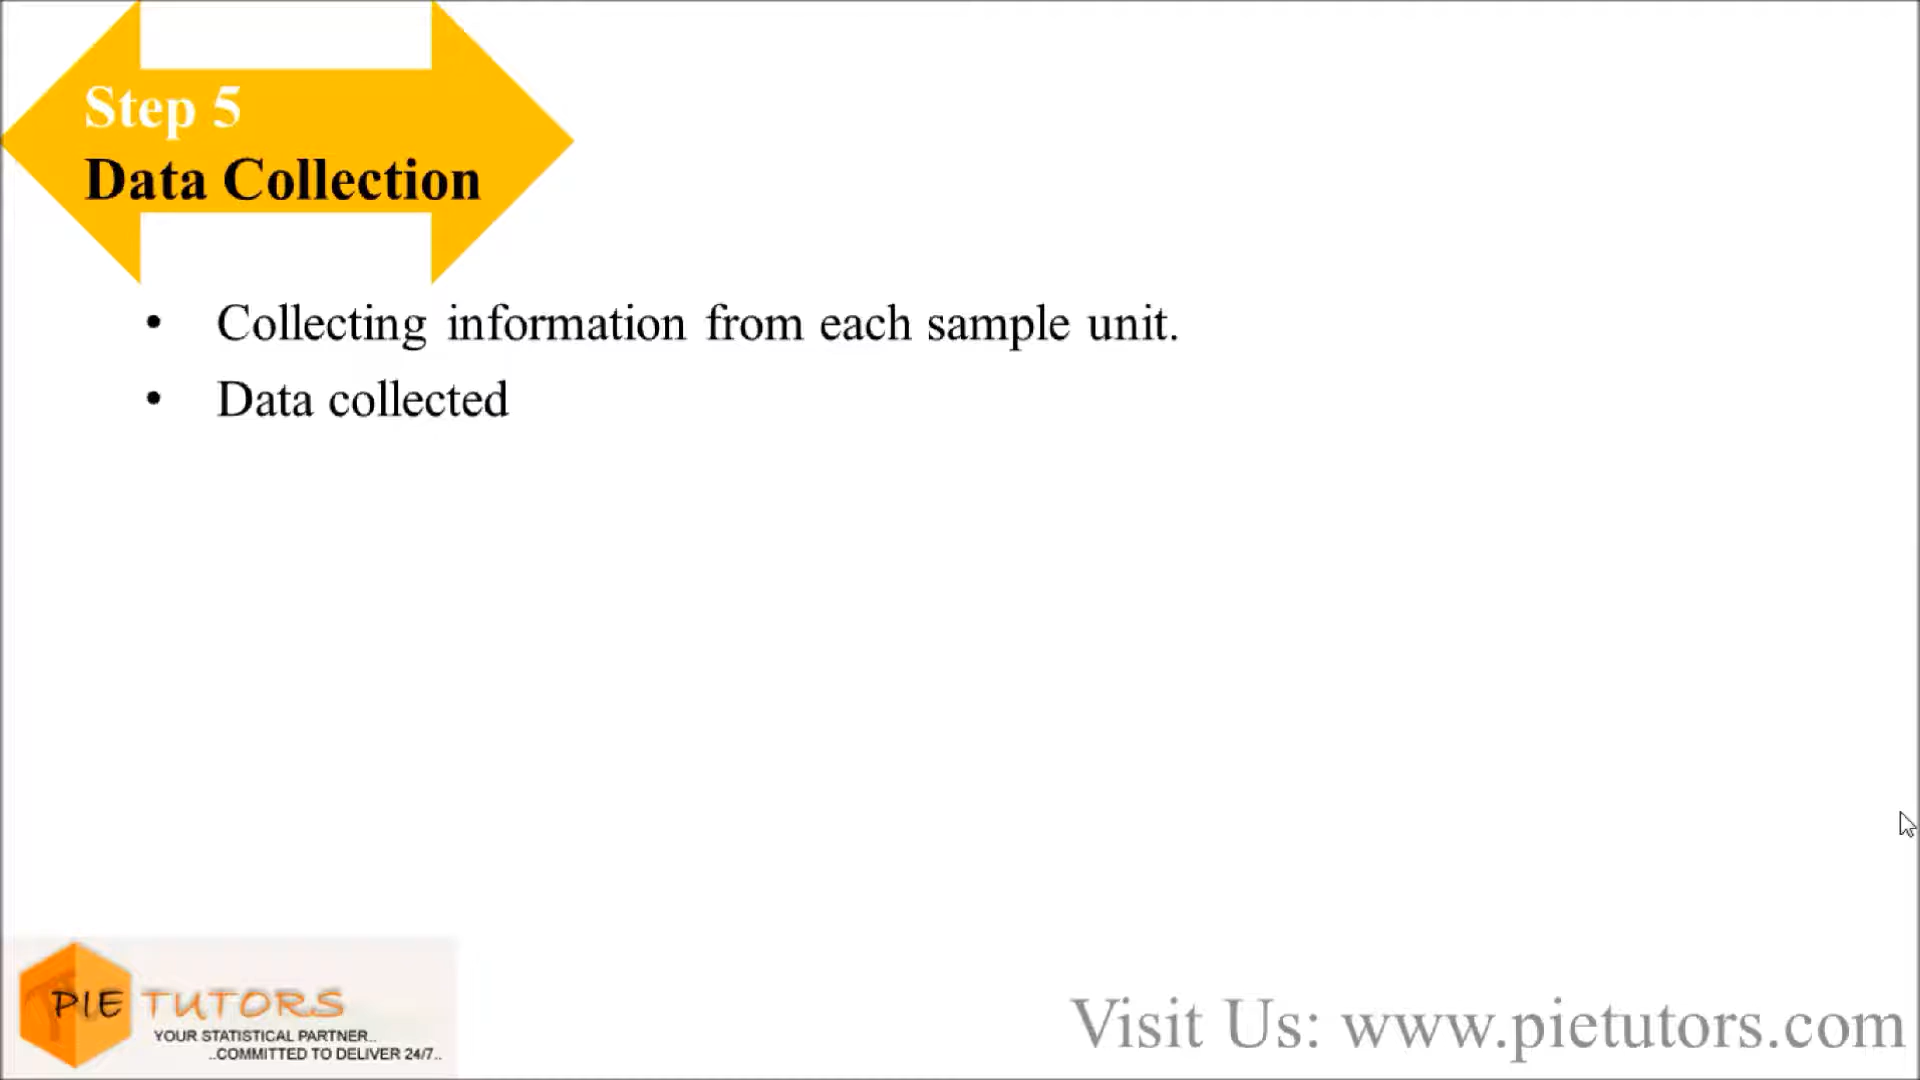 Step 5
Data Collection
• Collecting information from each sample unit.
• Data collected
PIE TUTORS
YOUR STATISTICAL PARTNER..
..COMMITTED TO DELIVER 24/7..
Visit Us: www.pietutors.com